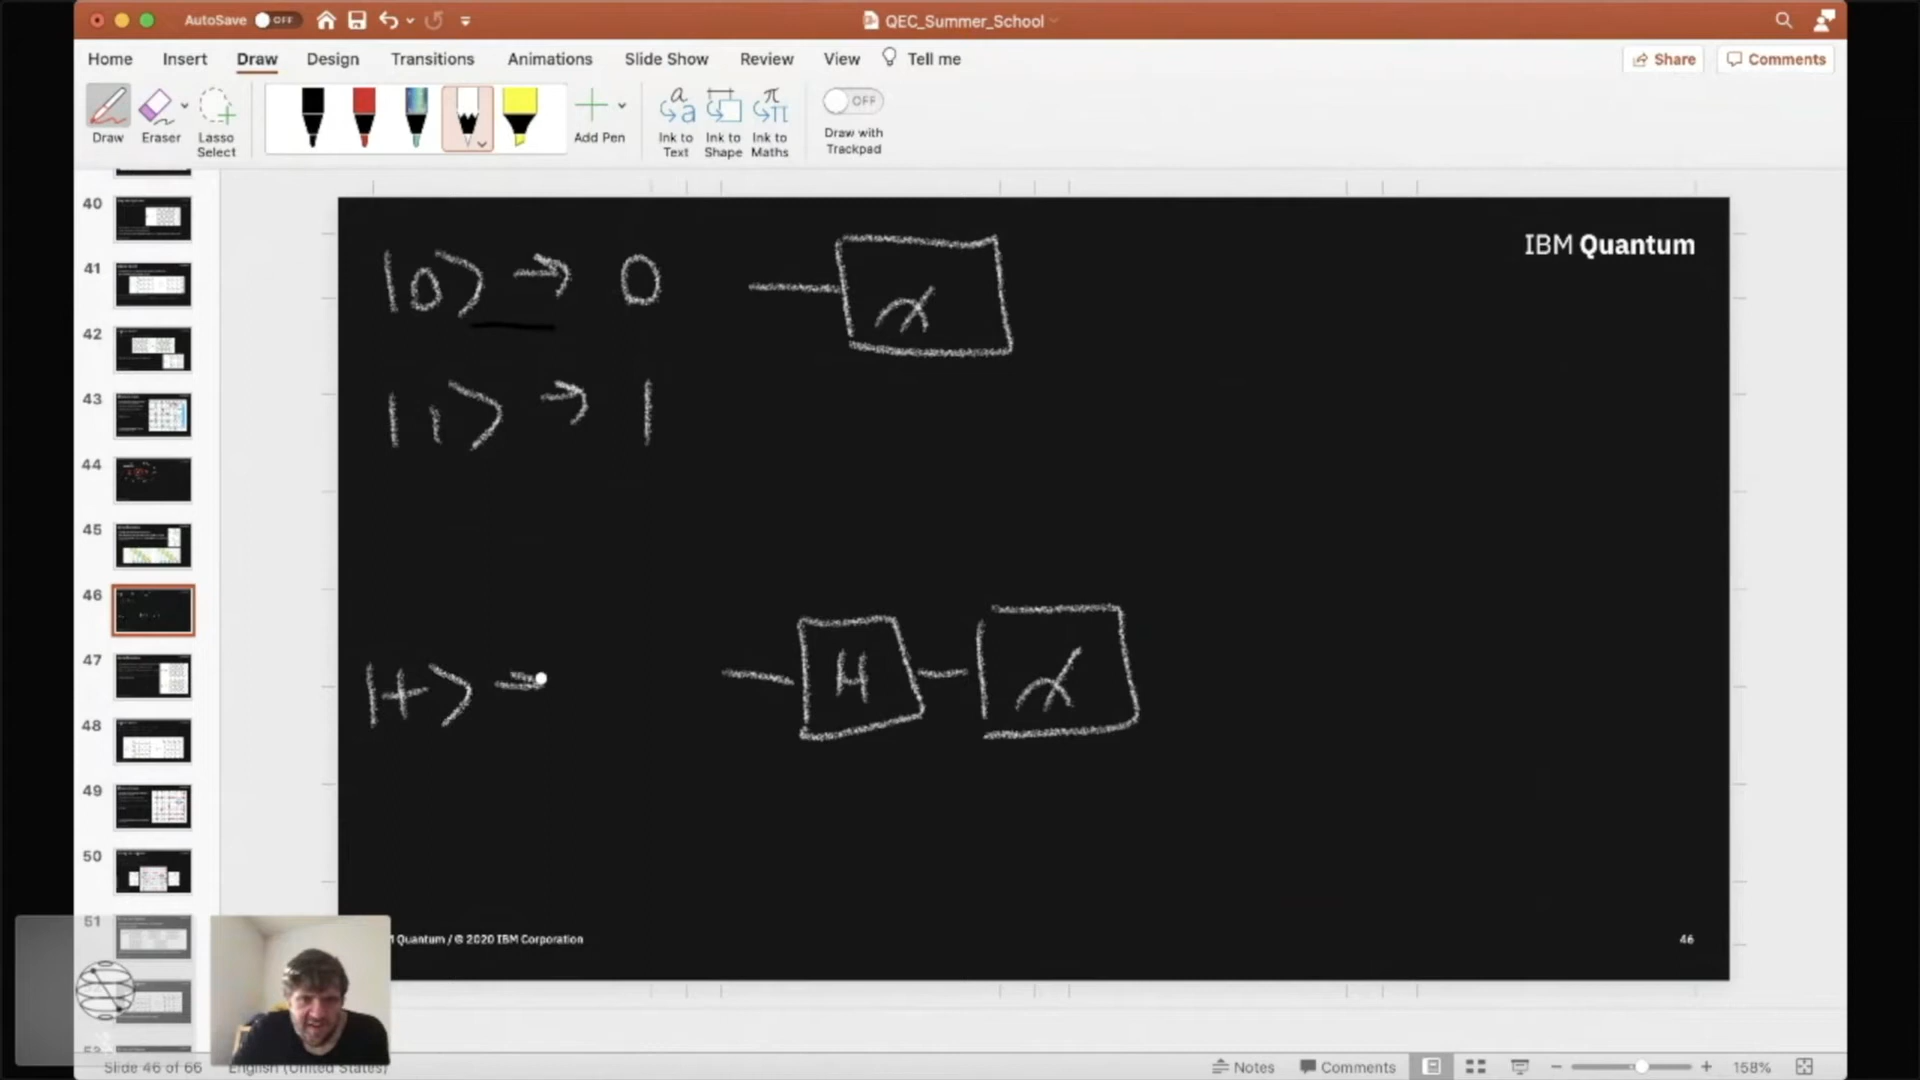 AutoSave OFF QEC_Summer_School
Home Insert Draw Design Transitions Animations Slide Show Review View Tell me Share Comments
Draw Eraser Lasso Select Add Pen Ink to Text Ink to Shape Ink to Maths OFF Draw with Trackpad
40
41
42
43
44
45
46
47
48
49
50
51
IBM Quantum
|0⟩ → 0
|1⟩ → 1
|+⟩ H
Quantum / © 2020 IBM Corporation
46
Slide 46 of 66 English (United States) Notes Comments 158%